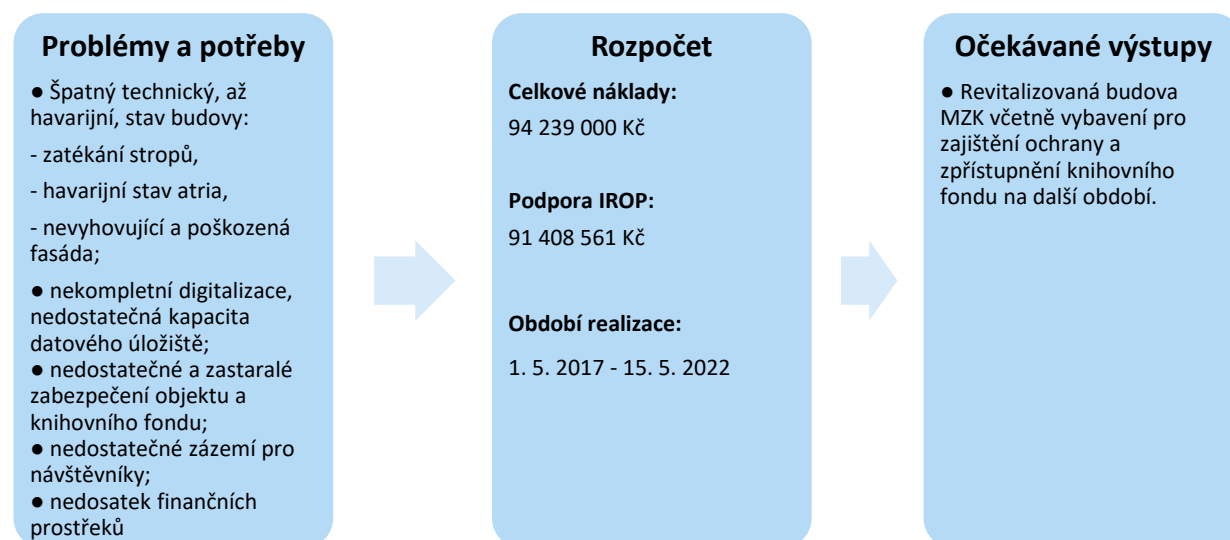 Problémy a potřeby
● Špatný technický, až
havarijní, stav budovy:
- zatékání stropů,
- havarijní stav atria,
- nevyhovující a poškozená
fasáda;
● nekompletní digitalizace,
nedostatečná kapacita
datového úložiště;
● nedostatečné a zastaralé
zabezpečení objektu a
knihovního fondu;
● nedostatečné zázemí pro
návštěvníky;
● nedosatek finančních
prostřeků
Rozpočet
Celkové náklady:
94 239 000 Kč
Podpora IROP:
91 408 561 Kč
Období realizace:
1. 5. 2017 - 15. 5. 2022
Očekávané výstupy
● Revitalizovaná budova
MZK včetně vybavení pro
zajištění ochrany a
zpřístupnění knihovního
fondu na další období.